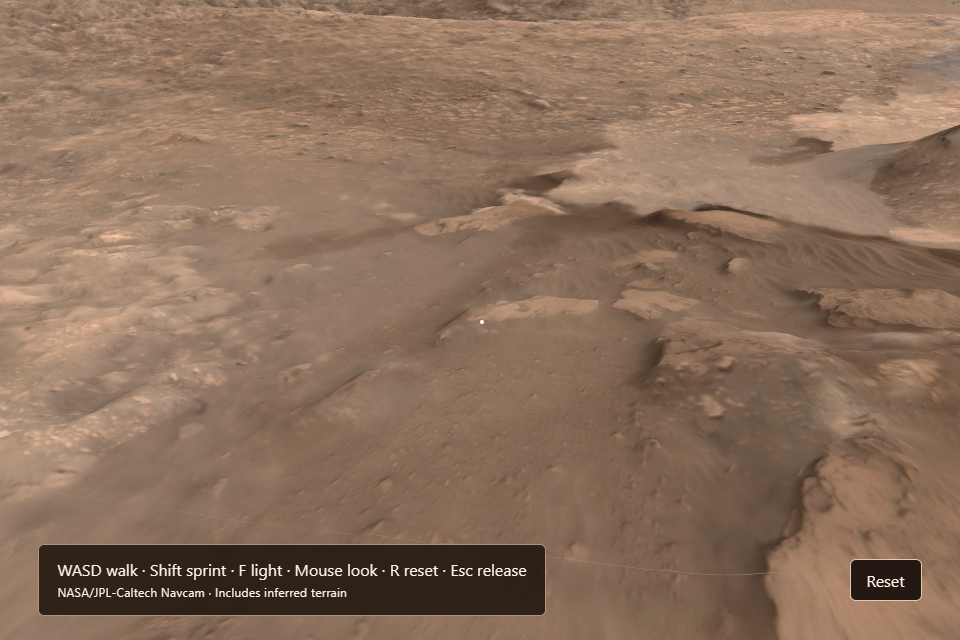 WASD walk · Shift sprint · F light · Mouse look · R reset · Esc release
NASA/JPL-Caltech Navcam · Includes inferred terrain
Reset